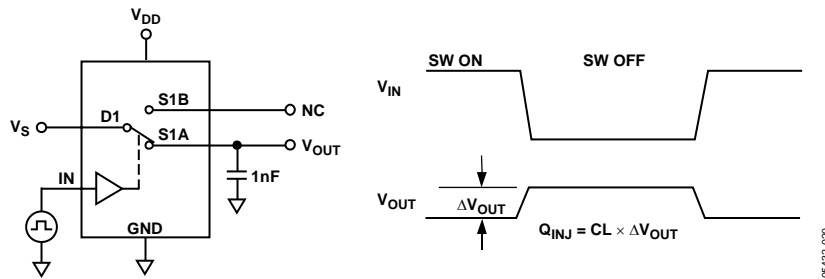 VDD
S1B
NC
VS
D1
S1A
VOUT
IN
1nF
GND
SW ON
SW OFF
VIN
VOUT
ΔVOUT
QINJ = CL × ΔVOUT